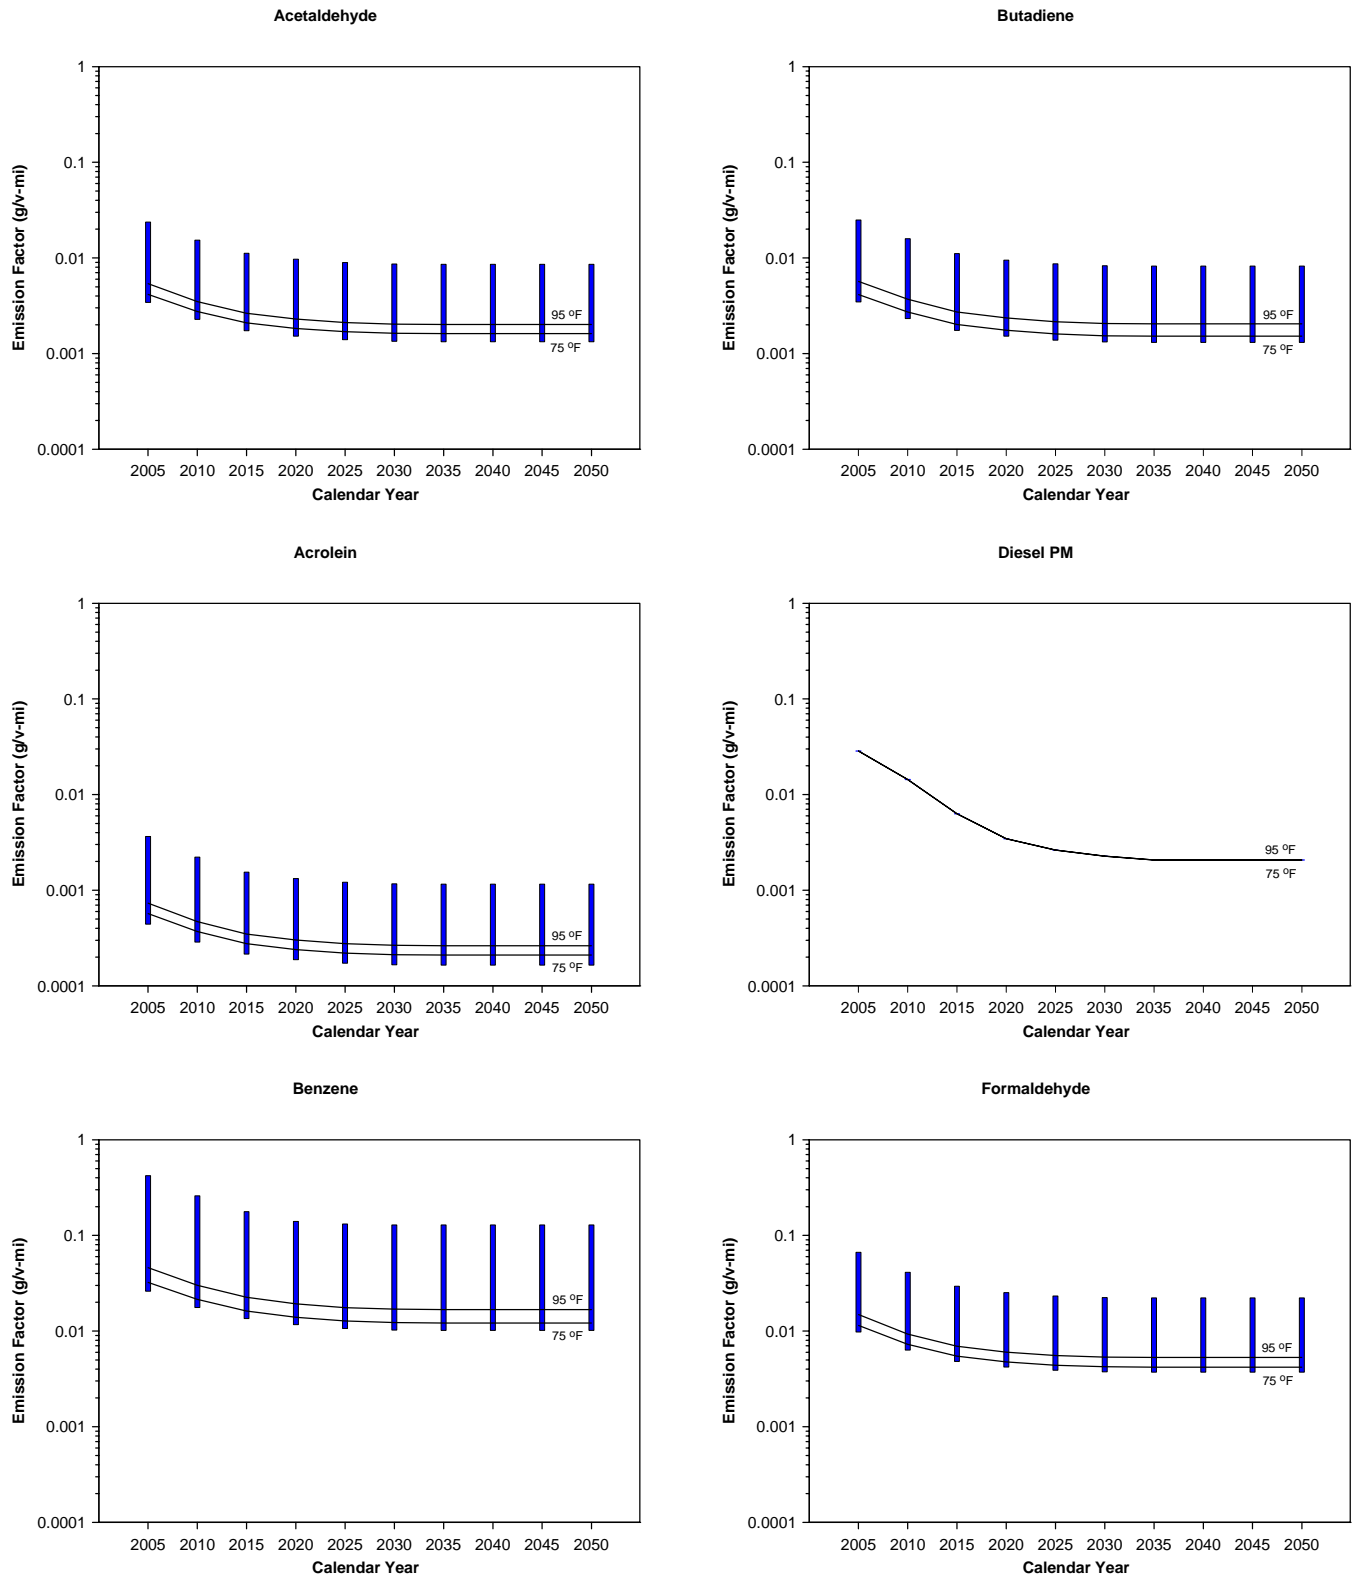 Acetaldehyde
Emission Factor (g/v-mi)
1
0.1
0.01
0.001
0.0001
95 ºF
75 ºF
2005 2010 2015 2020 2025 2030 2035 2040 2045 2050
Calendar Year
Butadiene
Emission Factor (g/v-mi)
1
0.1
0.01
0.001
0.0001
95 ºF
75 ºF
2005 2010 2015 2020 2025 2030 2035 2040 2045 2050
Calendar Year
Acrolein
Emission Factor (g/v-mi)
1
0.1
0.01
0.001
0.0001
95 ºF
75 ºF
2005 2010 2015 2020 2025 2030 2035 2040 2045 2050
Calendar Year
Diesel PM
Emission Factor (g/v-mi)
1
0.1
0.01
0.001
0.0001
95 ºF
75 ºF
2005 2010 2015 2020 2025 2030 2035 2040 2045 2050
Calendar Year
Benzene
Emission Factor (g/v-mi)
1
0.1
0.01
0.001
0.0001
95 ºF
75 ºF
2005 2010 2015 2020 2025 2030 2035 2040 2045 2050
Calendar Year
Formaldehyde
Emission Factor (g/v-mi)
1
0.1
0.01
0.001
0.0001
95 ºF
75 ºF
2005 2010 2015 2020 2025 2030 2035 2040 2045 2050
Calendar Year